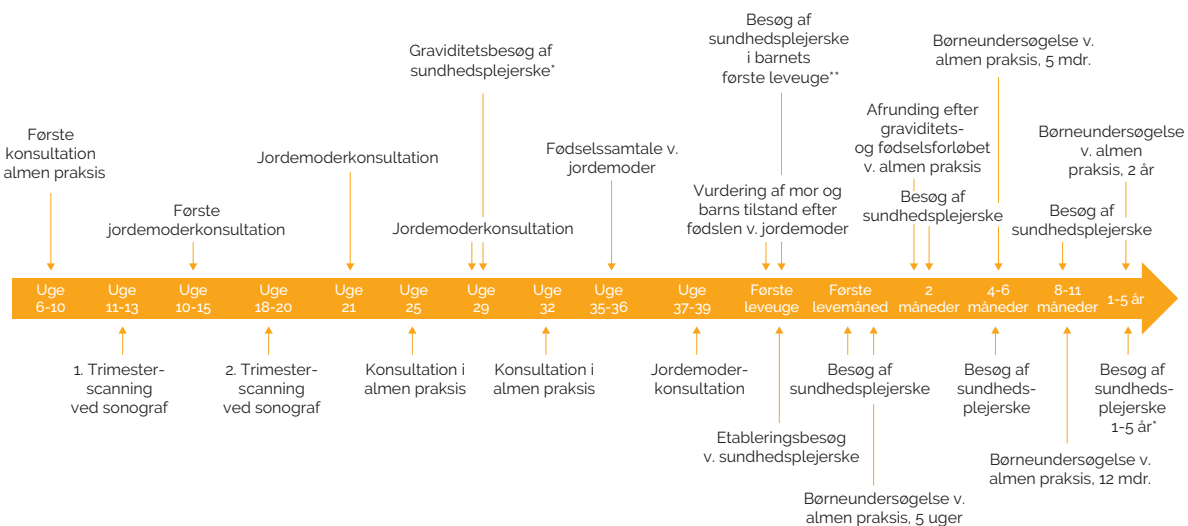 Første
konsultation
almen praksis
Første
jordemoderkonsultation
Jordemoderkonsultation
Graviditetsbesøg af
sundhedsplejerske*
Jordemoderkonsultation
Fødselssamtale v.
jordemoder
Besøg af
sundhedsplejerske
i barnets
første leveuge**
Vurdering af mor og
barns tilstand efter
fødslen v. jordemoder
Afrunding efter
graviditets-
og fødselsforløbet
v. almen praksis
Besøg af
sundhedsplejerske
Børneundersøgelse v.
almen praksis, 5 mdr.
Børneundersøgelse
v. almen
praksis, 2 år
Besøg af
sundhedsplejerske
Uge
6-10
Uge
11-13
Uge
10-15
Uge
18-20
Uge
21
Uge
25
Uge
29
Uge
32
Uge
35-36
Uge
37-39
Første
leveuge
Første
levemåned
2
måneder
4-6
måneder
8-11
måneder
1-5 år
1. Trimester-
scanning
ved sonograf
2. Trimester-
scanning
ved sonograf
Konsultation i
almen praksis
Konsultation i
almen praksis
Jordemoder-
konsultation
Etableringsbesøg
v. sundhedsplejerske
Besøg af
sundhedsplejerske
Børneundersøgelse v.
almen praksis, 5 uger
Besøg af
sundheds-
plejerske
Børneundersøgelse v.
almen praksis, 12 mdr.
Besøg af
sundheds-
plejerske
1-5 år*